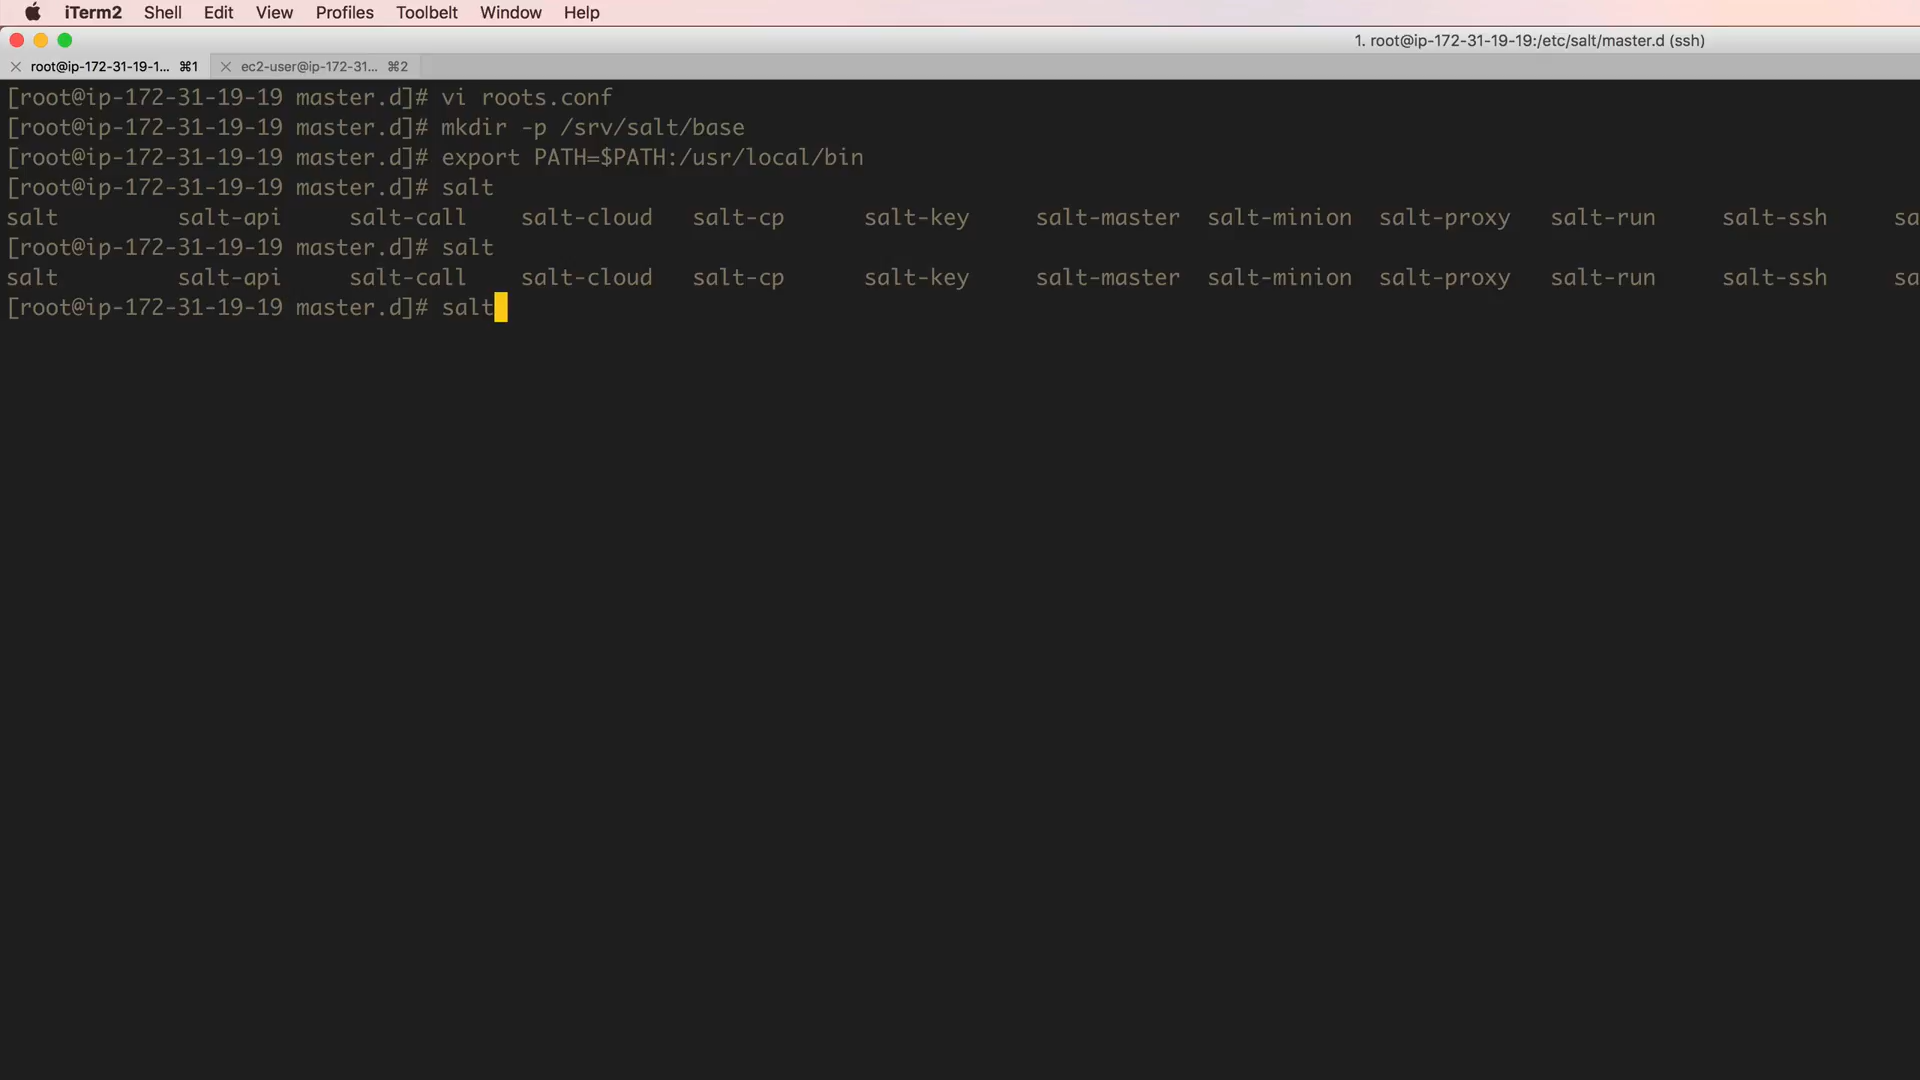 iTerm2 Shell Edit View Profiles Toolbelt Window Help
1. root@ip-172-31-19-19:/etc/salt/master.d (ssh)
root@ip-172-31-19-1... ⌘1 ec2-user@ip-172-31... ⌘2
[root@ip-172-31-19-19 master.d]# vi roots.conf
[root@ip-172-31-19-19 master.d]# mkdir -p /srv/salt/base
[root@ip-172-31-19-19 master.d]# export PATH=$PATH:/usr/local/bin
[root@ip-172-31-19-19 master.d]# salt
salt salt-api salt-call salt-cloud salt-cp salt-key salt-master salt-minion salt-proxy salt-run salt-ssh sa
[root@ip-172-31-19-19 master.d]# salt
salt salt-api salt-call salt-cloud salt-cp salt-key salt-master salt-minion salt-proxy salt-run salt-ssh sa
[root@ip-172-31-19-19 master.d]# salt